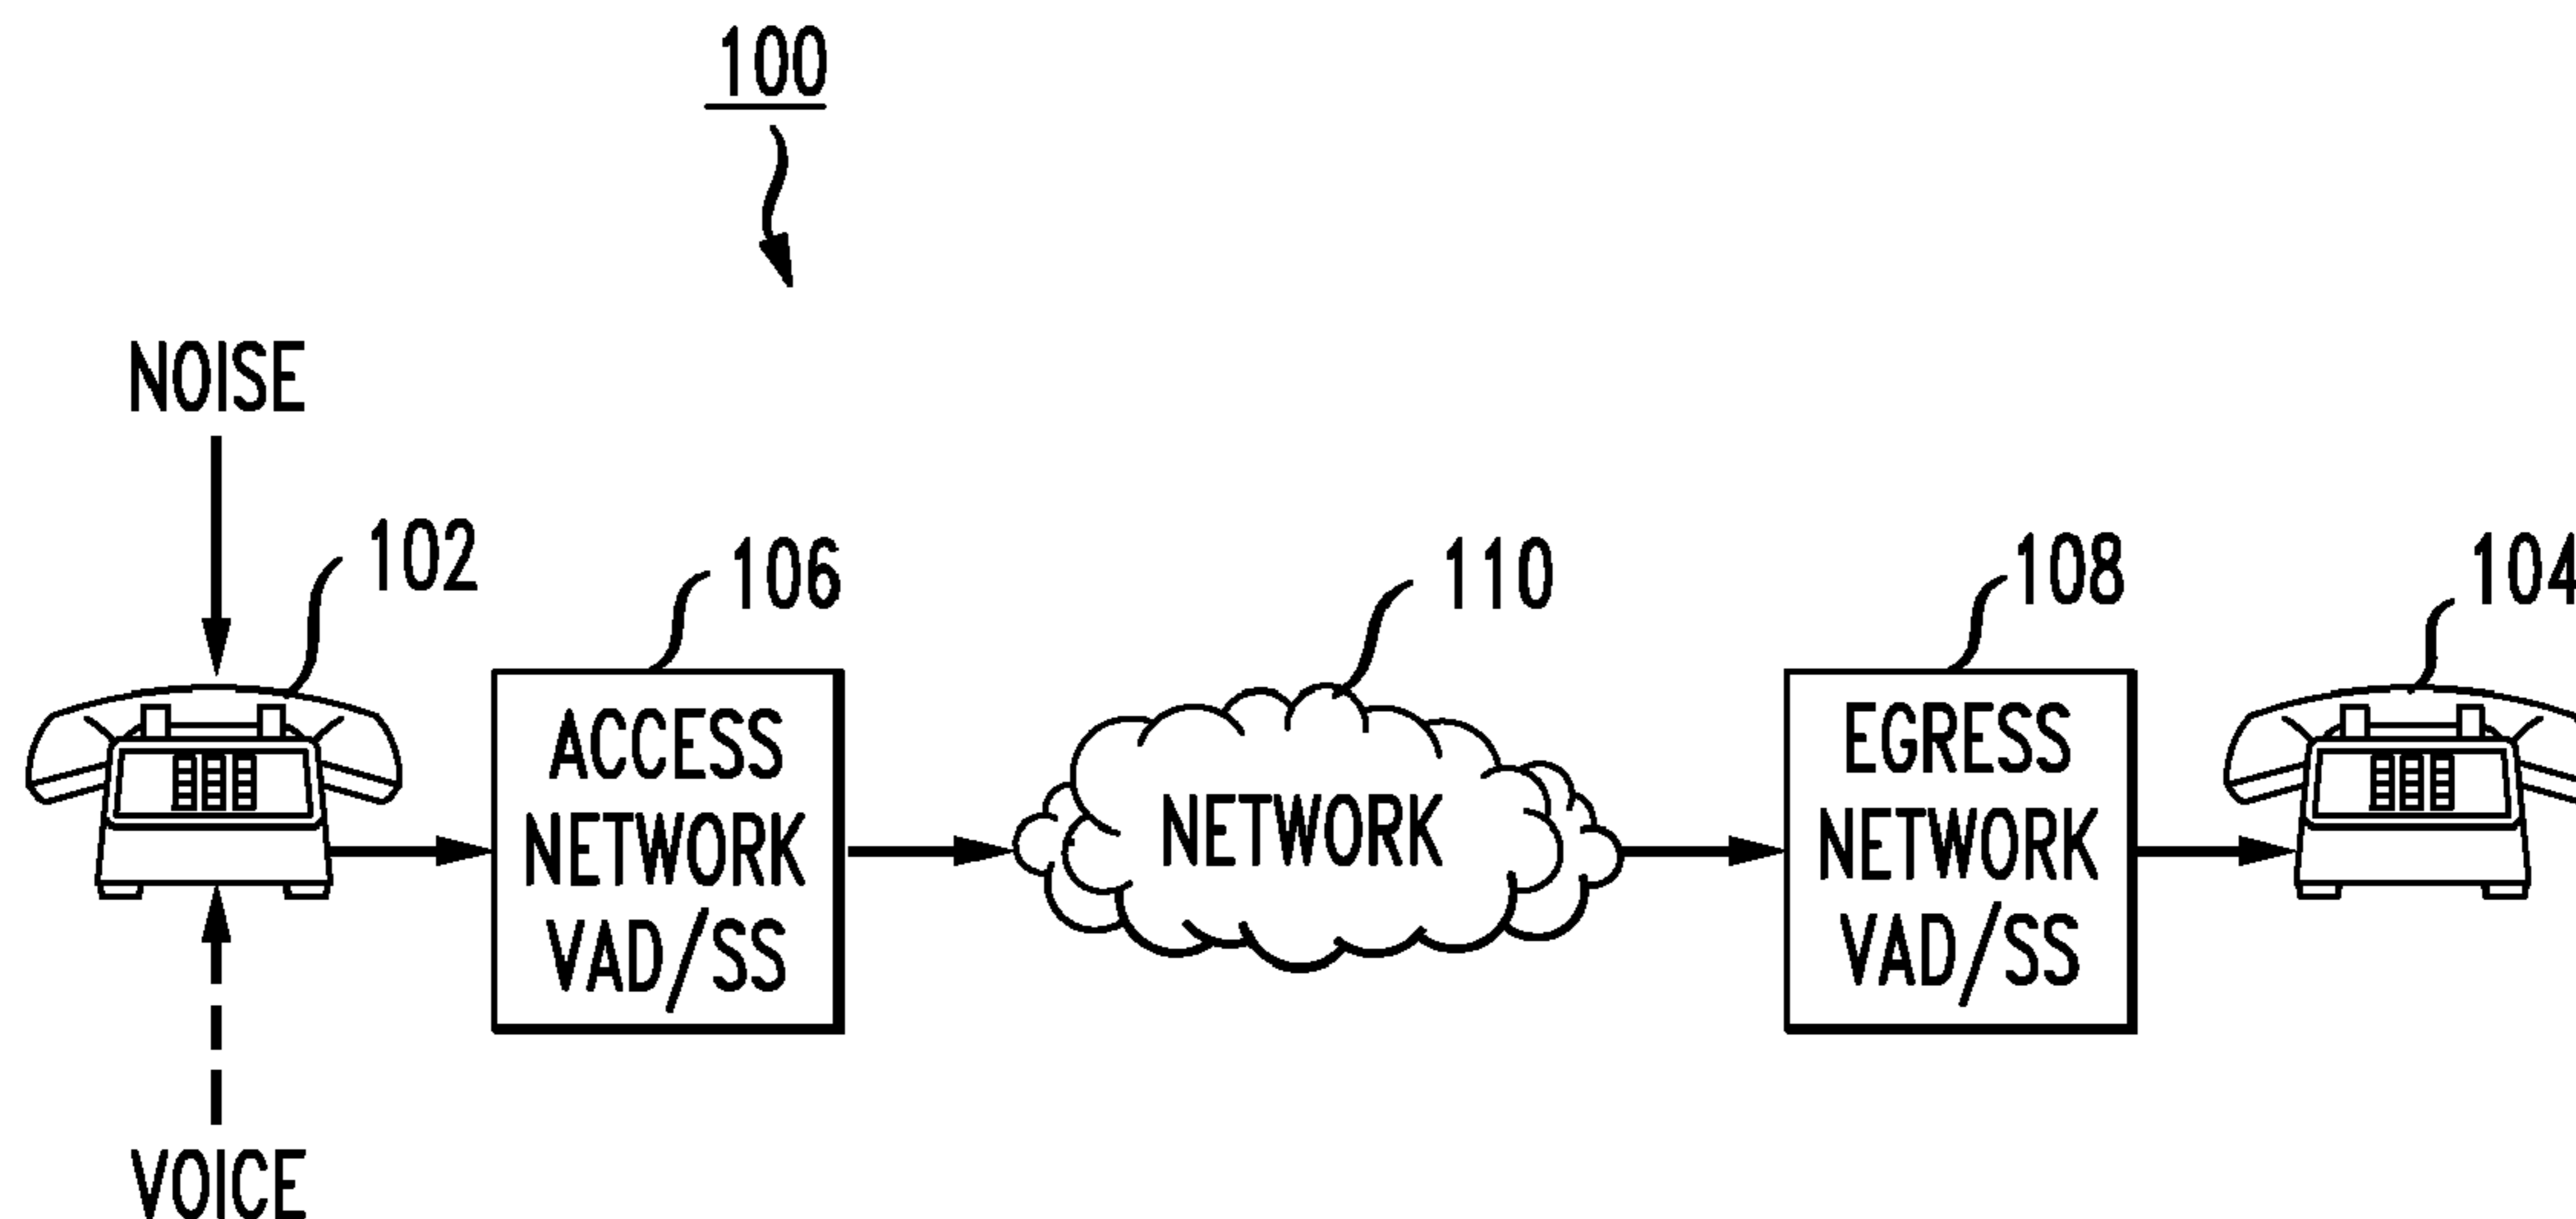 100
NOISE
102
106
110
108
104
ACCESS
NETWORK
VAD/SS
NETWORK
EGRESS
NETWORK
VAD/SS
VOICE